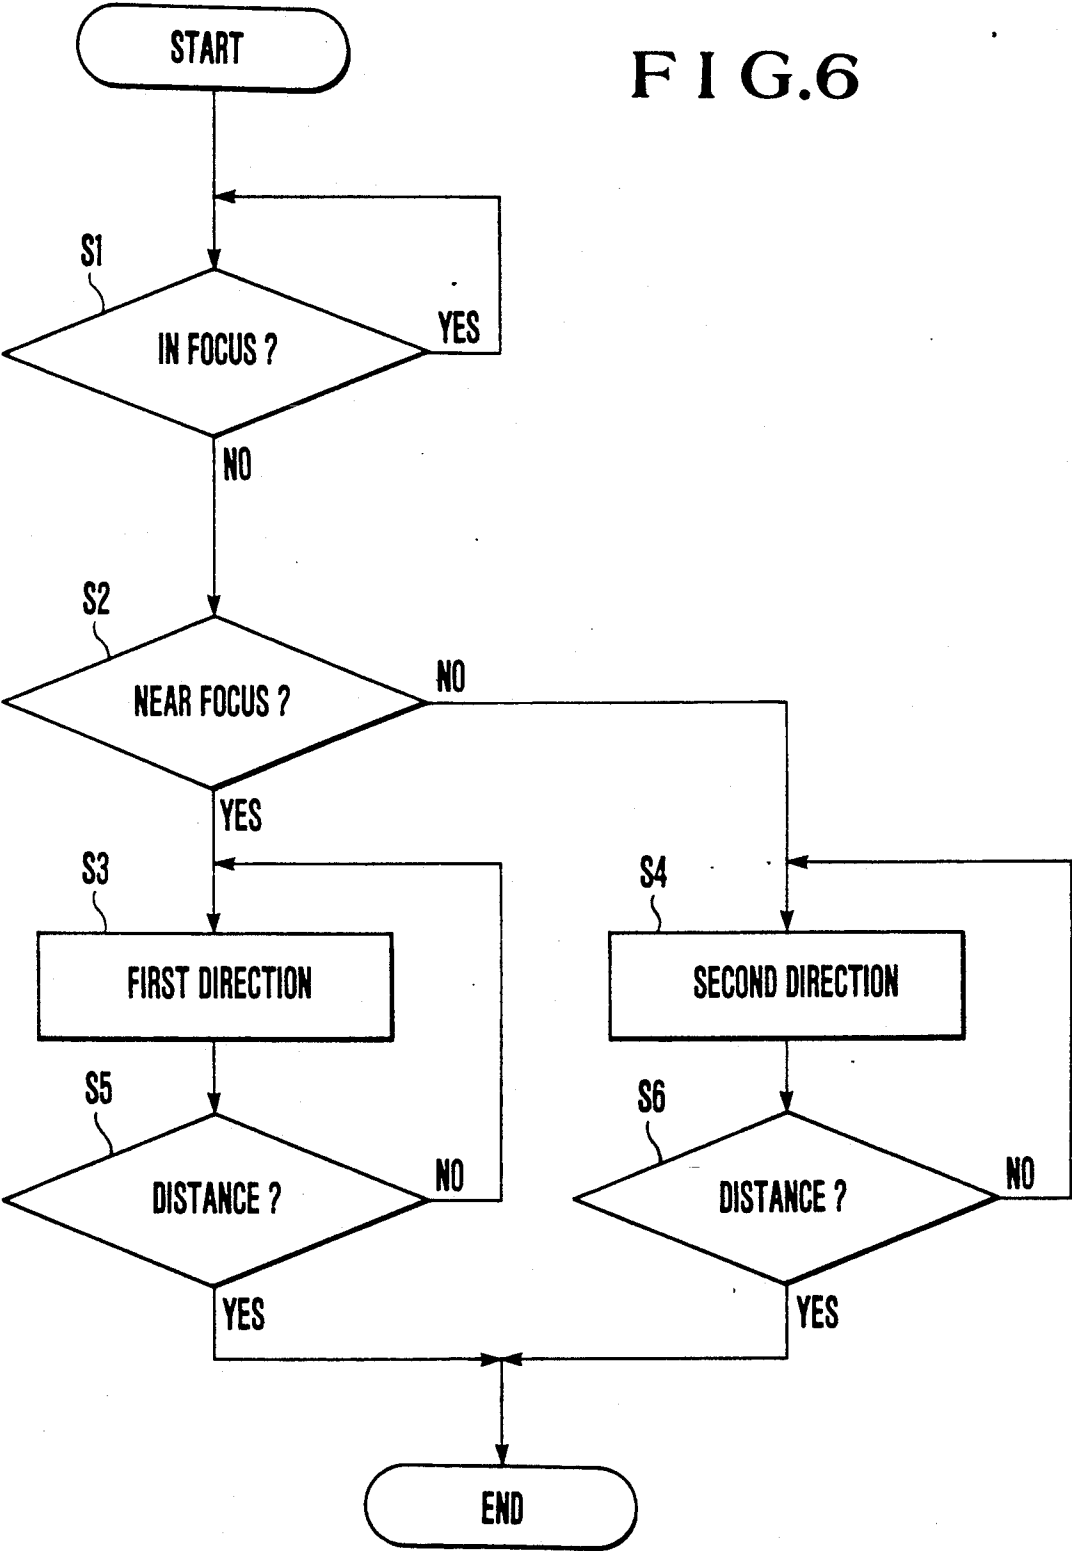 START
FIG.6
S1
IN FOCUS ?
YES
NO
S2
NEAR FOCUS ?
NO
YES
S3
FIRST DIRECTION
S4
SECOND DIRECTION
S5
DISTANCE ?
NO
YES
S6
DISTANCE ?
NO
YES
END